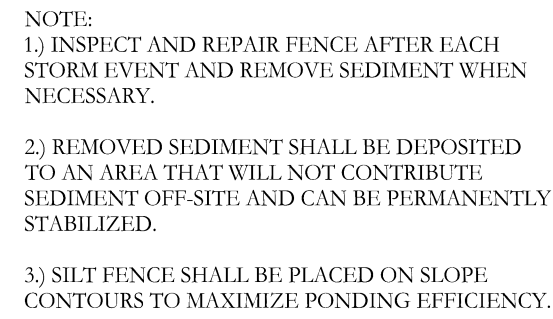 NOTE:
1.) INSPECT AND REPAIR FENCE AFTER EACH
STORM EVENT AND REMOVE SEDIMENT WHEN
NECESSARY.
2.) REMOVED SEDIMENT SHALL BE DEPOSITED
TO AN AREA THAT WILL NOT CONTRIBUTE
SEDIMENT OFF-SITE AND CAN BE PERMANENTLY
STABILIZED.
3.) SILT FENCE SHALL BE PLACED ON SLOPE
CONTOURS TO MAXIMIZE PONDING EFFICIENCY.